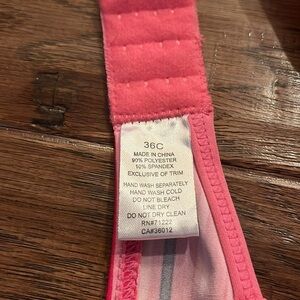 36C
MADE IN CHINA
90% POLYESTER
10% SPANDEX
EXCLUSIVE OF TRIM
HAND WASH SEPARATELY
HAND WASH COLD
DO NOT BLEACH
LINE DRY
DO NOT DRY CLEAN
RN#71222
CA#36012